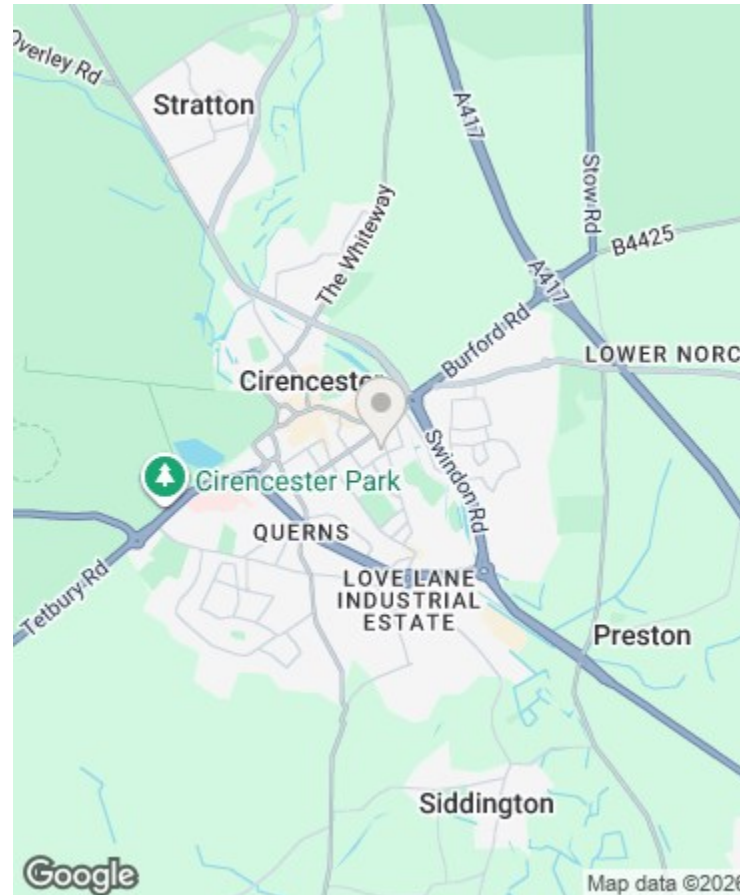 Overley Rd
Stratton
A417
Stow Rd
The Whiteway
B4425
A417
Burford Rd
LOWER NORC
Cirencester
Swindon Rd
Cirencester Park
QUERNS
LOVE LANE
INDUSTRIAL
ESTATE
Tetbury Rd
Preston
Siddington
Google
Map data ©2026